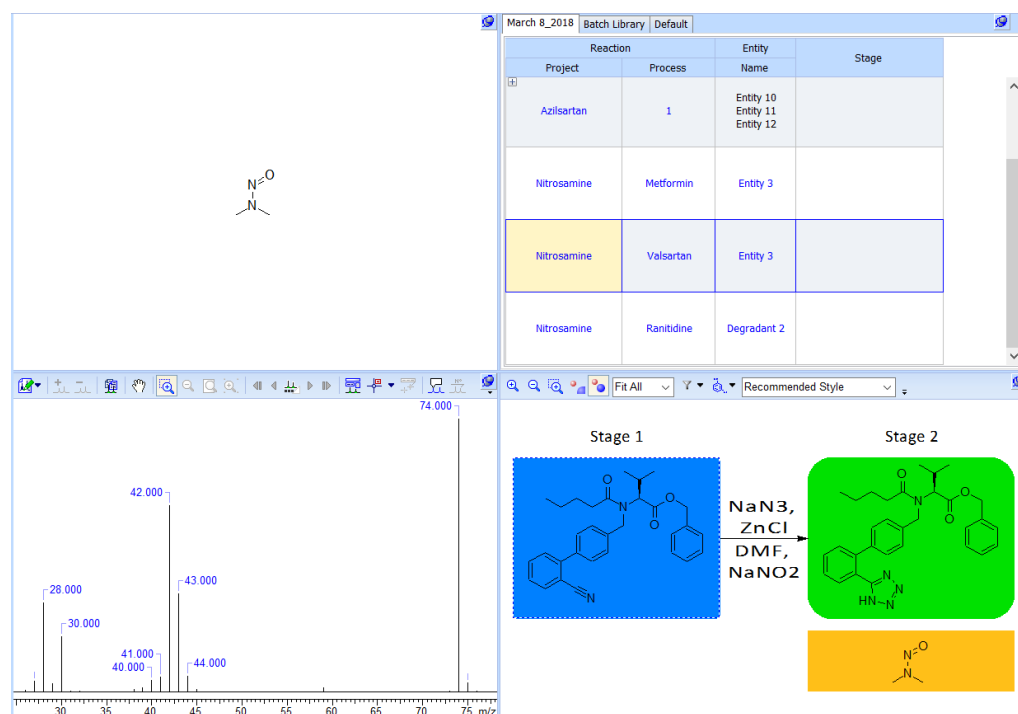 March 8_2018 Batch Library Default
Reaction Entity Stage
Project Process Name
Azilsartan 1 Entity 10
Entity 11
Entity 12
Nitrosamine Metformin Entity 3
Nitrosamine Valsartan Entity 3
Nitrosamine Ranitidine Degradant 2
N O
N
Fit All Recommended Style
74.000
42.000
43.000
28.000
30.000
41.000
40.000
44.000
30 35 40 45 50 55 60 65 70 75 m/z
Stage 1 Stage 2
NaN3,
ZnCl
DMF,
NaNO2
O
N
O
O
N
O
N
O
O
N
N
HN N
N O
N